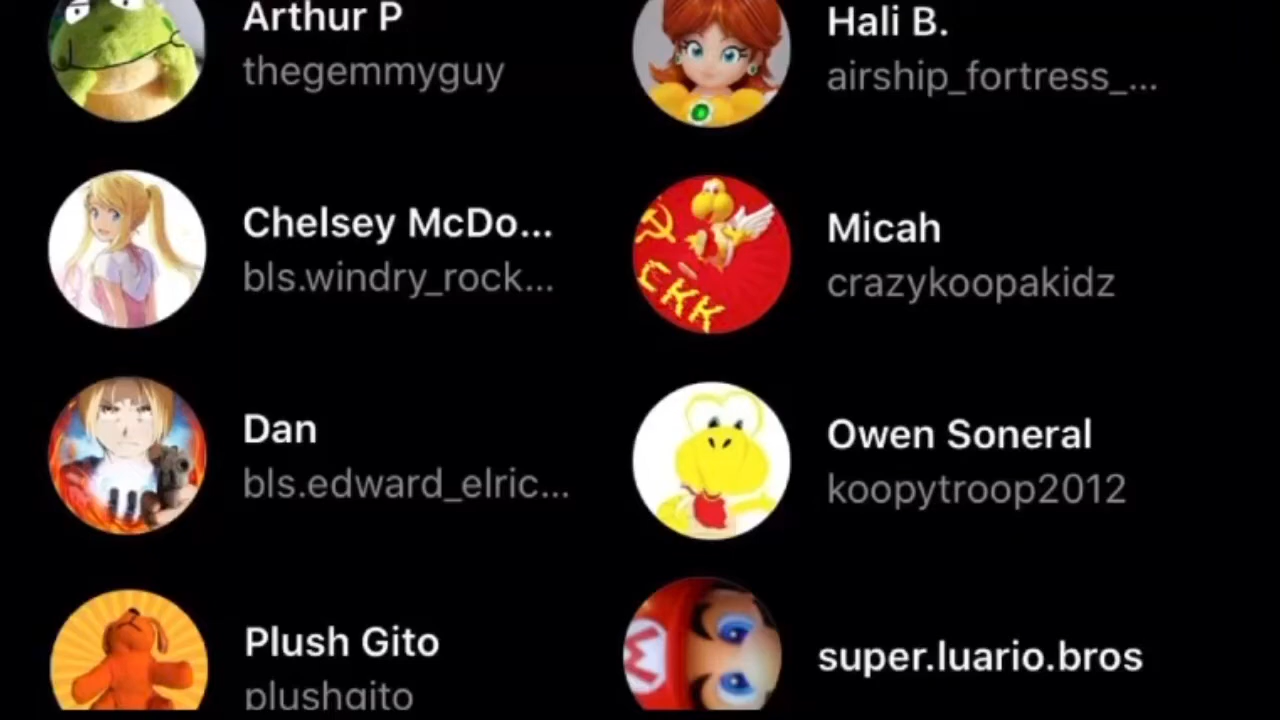 Arthur P
thegemmyguy
Chelsey McDo...
bls.windry_rock...
Dan
bls.edward_elric...
Plush Gito
plushgito
Hali B.
airship_fortress_...
Micah
crazykoopakidz
CKK
Owen Soneral
koopytroop2012
super.luario.bros
M